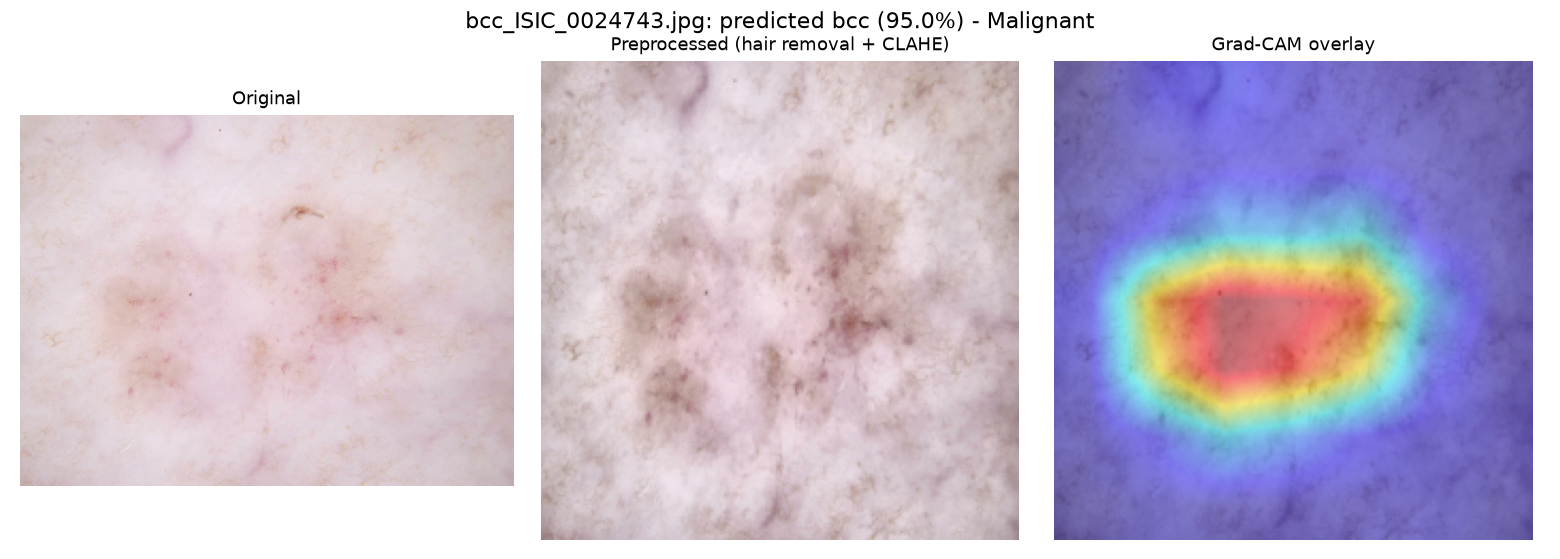 bcc_ISIC_0024743.jpg: predicted bcc (95.0%) - Malignant
Original
Preprocessed (hair removal + CLAHE)
Grad-CAM overlay